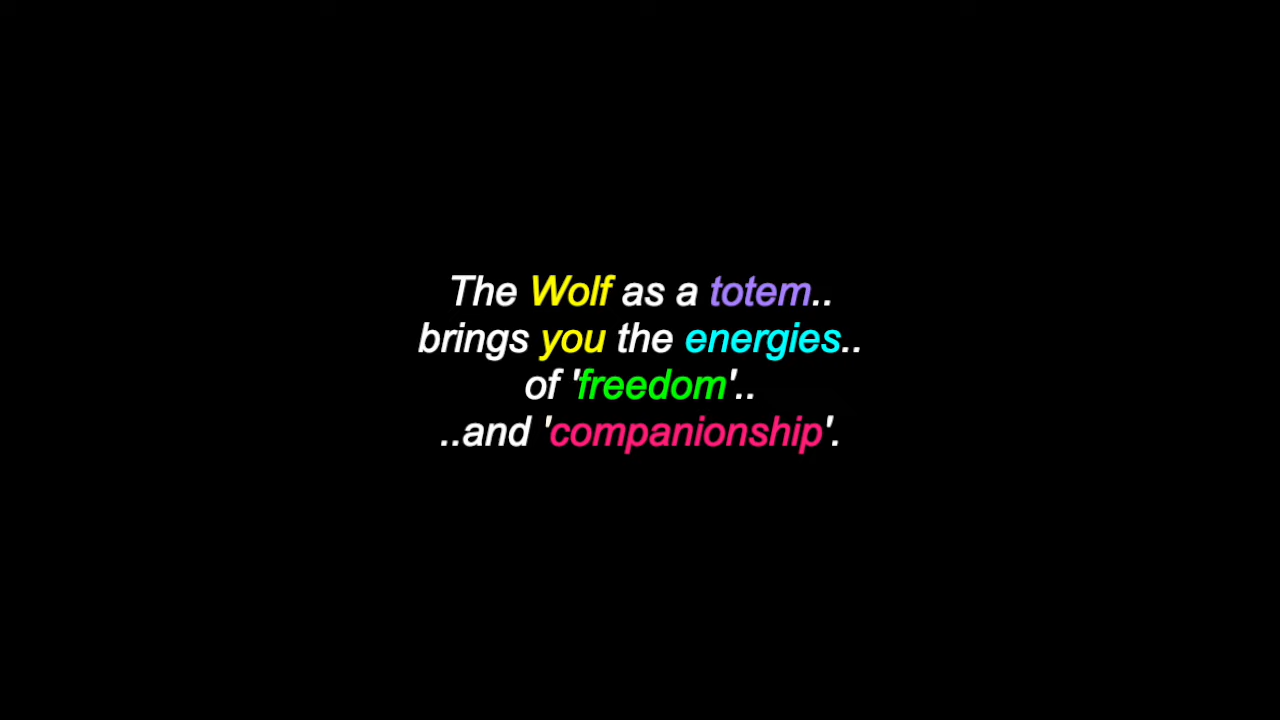 The Wolf as a totem..
brings you the energies..
of 'freedom'..
..and 'companionship'.